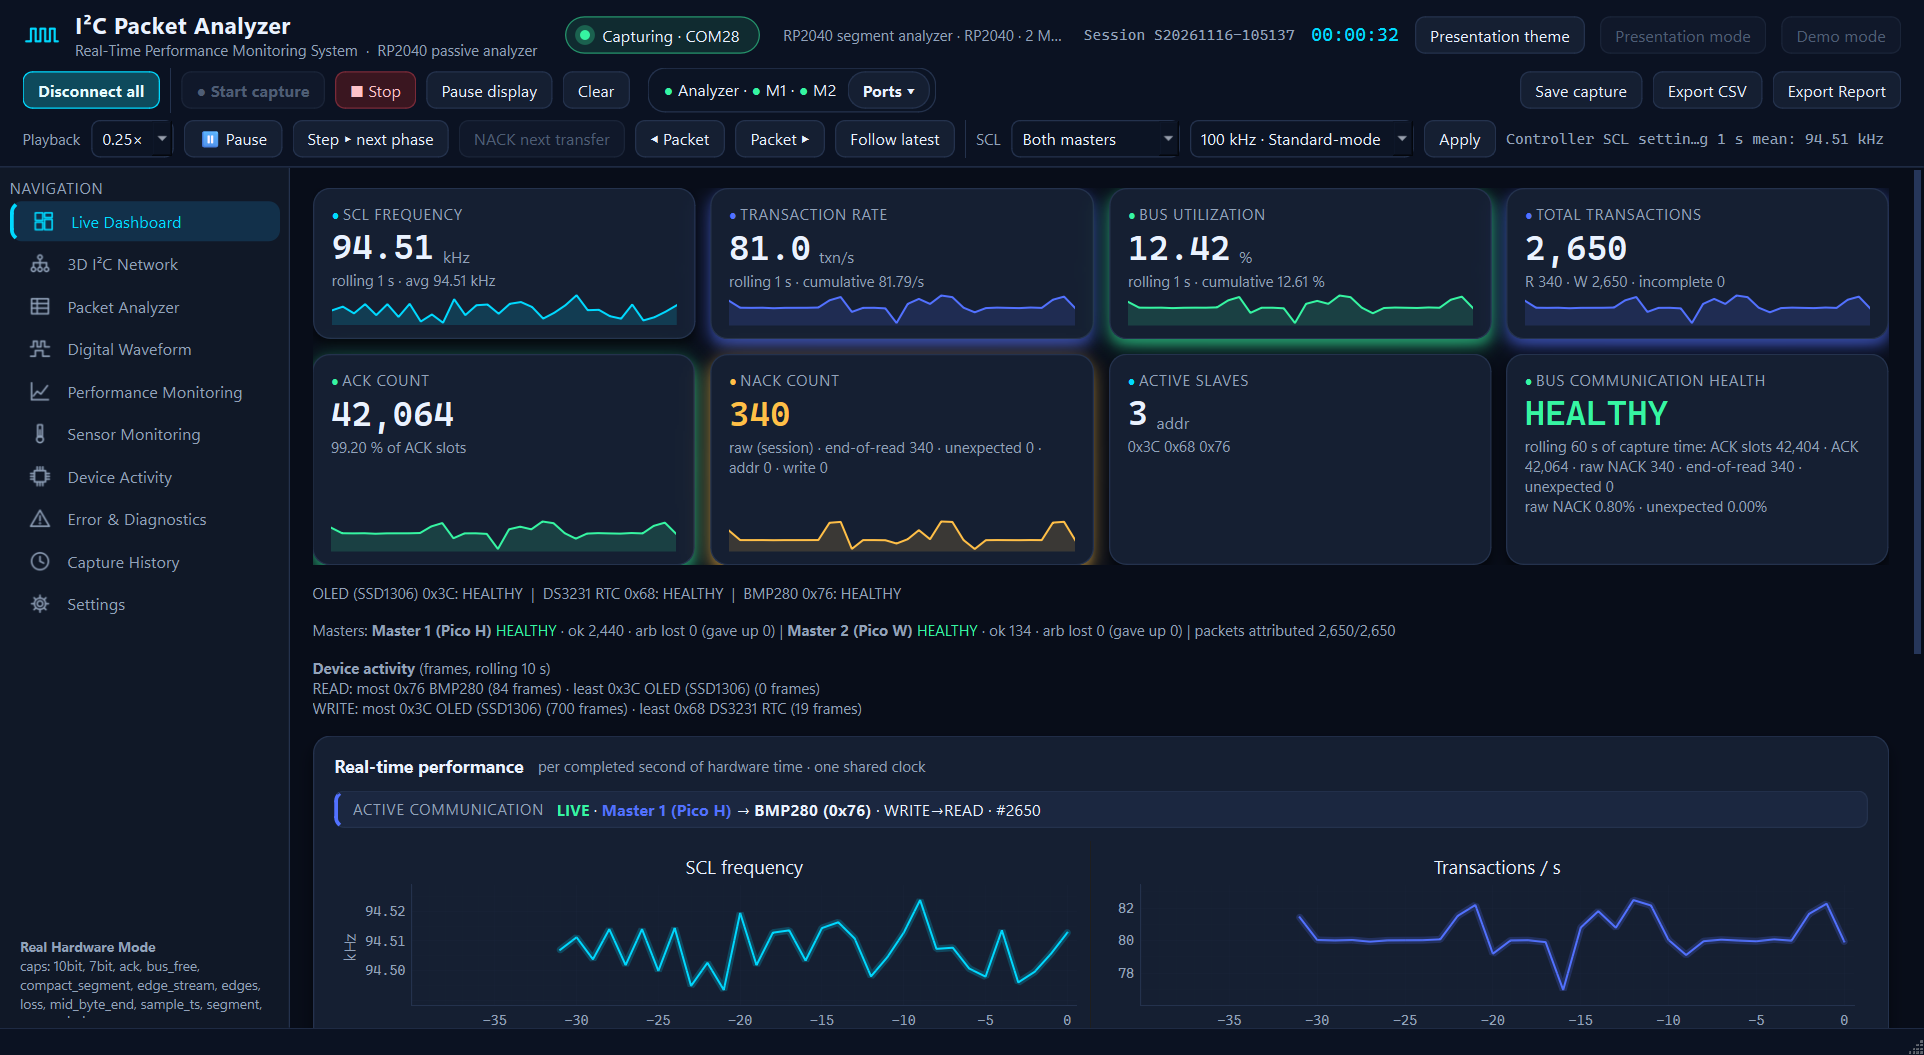 I²C Packet Analyzer
Real-Time Performance Monitoring System · RP2040 passive analyzer
Capturing · COM28
RP2040 segment analyzer · RP2040 · 2 M…
Session S20261116-105137
00:00:32
Presentation theme
Presentation mode
Demo mode
Disconnect all
● Start capture
■ Stop
Pause display
Clear
● Analyzer · ● M1 · ● M2
Ports ▾
Save capture
Export CSV
Export Report
Playback
0.25×
⏸ Pause
Step ▸ next phase
NACK next transfer
◂ Packet
Packet ▸
Follow latest
SCL
Both masters
100 kHz · Standard-mode
Apply
Controller SCL settin…g 1 s mean: 94.51 kHz
NAVIGATION
Live Dashboard
3D I²C Network
Packet Analyzer
Digital Waveform
Performance Monitoring
Sensor Monitoring
Device Activity
Error & Diagnostics
Capture History
Settings
Real Hardware Mode
caps: 10bit, 7bit, ack, bus_free,
compact_segment, edge_stream, edges,
loss, mid_byte_end, sample_ts, segment,
● SCL FREQUENCY
94.51 kHz
rolling 1 s · avg 94.51 kHz
● TRANSACTION RATE
81.0 txn/s
rolling 1 s · cumulative 81.79/s
● BUS UTILIZATION
12.42 %
rolling 1 s · cumulative 12.61 %
● TOTAL TRANSACTIONS
2,650
R 340 · W 2,650 · incomplete 0
● ACK COUNT
42,064
99.20 % of ACK slots
● NACK COUNT
340
raw (session) · end-of-read 340 · unexpected 0 ·
addr 0 · write 0
● ACTIVE SLAVES
3 addr
0x3C 0x68 0x76
● BUS COMMUNICATION HEALTH
HEALTHY
rolling 60 s of capture time: ACK slots 42,404 · ACK
42,064 · raw NACK 340 · end-of-read 340 ·
unexpected 0
raw NACK 0.80% · unexpected 0.00%
OLED (SSD1306) 0x3C: HEALTHY | DS3231 RTC 0x68: HEALTHY | BMP280 0x76: HEALTHY
Masters: Master 1 (Pico H) HEALTHY · ok 2,440 · arb lost 0 (gave up 0) | Master 2 (Pico W) HEALTHY · ok 134 · arb lost 0 (gave up 0) | packets attributed 2,650/2,650
Device activity (frames, rolling 10 s)
READ: most 0x76 BMP280 (84 frames) · least 0x3C OLED (SSD1306) (0 frames)
WRITE: most 0x3C OLED (SSD1306) (700 frames) · least 0x68 DS3231 RTC (19 frames)
Real-time performance per completed second of hardware time · one shared clock
ACTIVE COMMUNICATION LIVE · Master 1 (Pico H) → BMP280 (0x76) · WRITE→READ · #2650
SCL frequency
kHz
94.52
94.51
94.50
−35 −30 −25 −20 −15 −10 −5 0
Transactions / s
82
80
78
−35 −30 −25 −20 −15 −10 −5 0